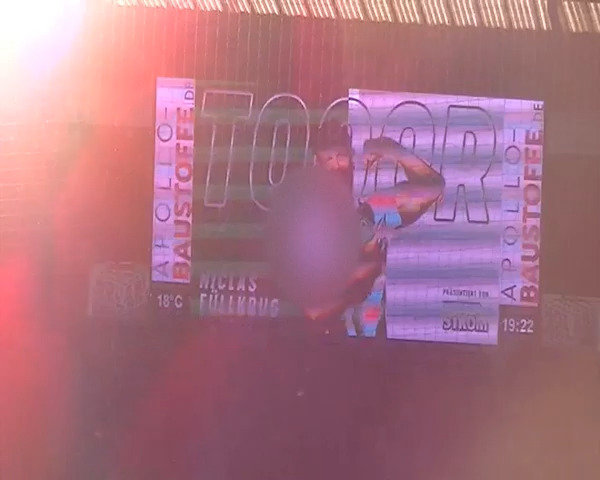 TOOOR
APOLLO-
BAUSTOFFE.DE
NICLAS
FÜLLKRUG
18°C
PRÄSENTIERT VON
STROM
19:22
APOLLO-
BAUSTOFFE.DE